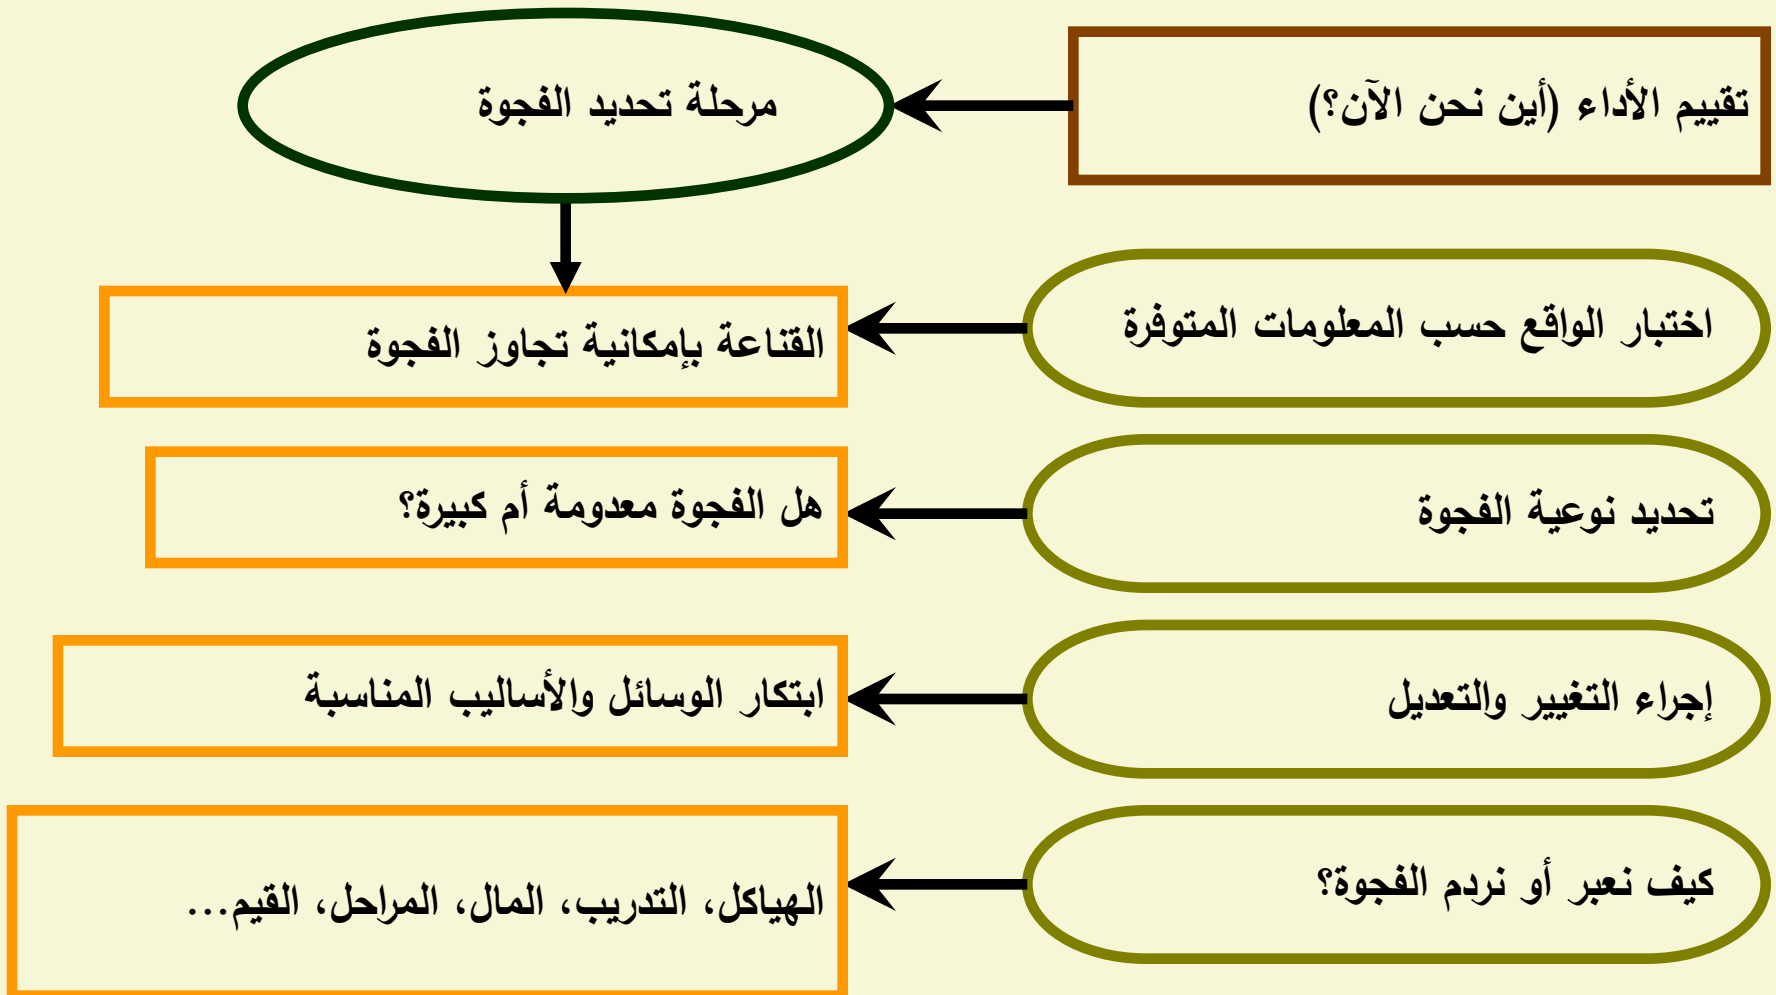 تقييم الأداء (أين نحن الآن؟)
مرحلة تحديد الفجوة
اختبار الواقع حسب المعلومات المتوفرة
القناعة بإمكانية تجاوز الفجوة
تحديد نوعية الفجوة
هل الفجوة معدومة أم كبيرة؟
إجراء التغيير والتعديل
ابتكار الوسائل والأساليب المناسبة
كيف نعبر أو نردم الفجوة؟
الهياكل، التدريب، المال، المراحل، القيم...